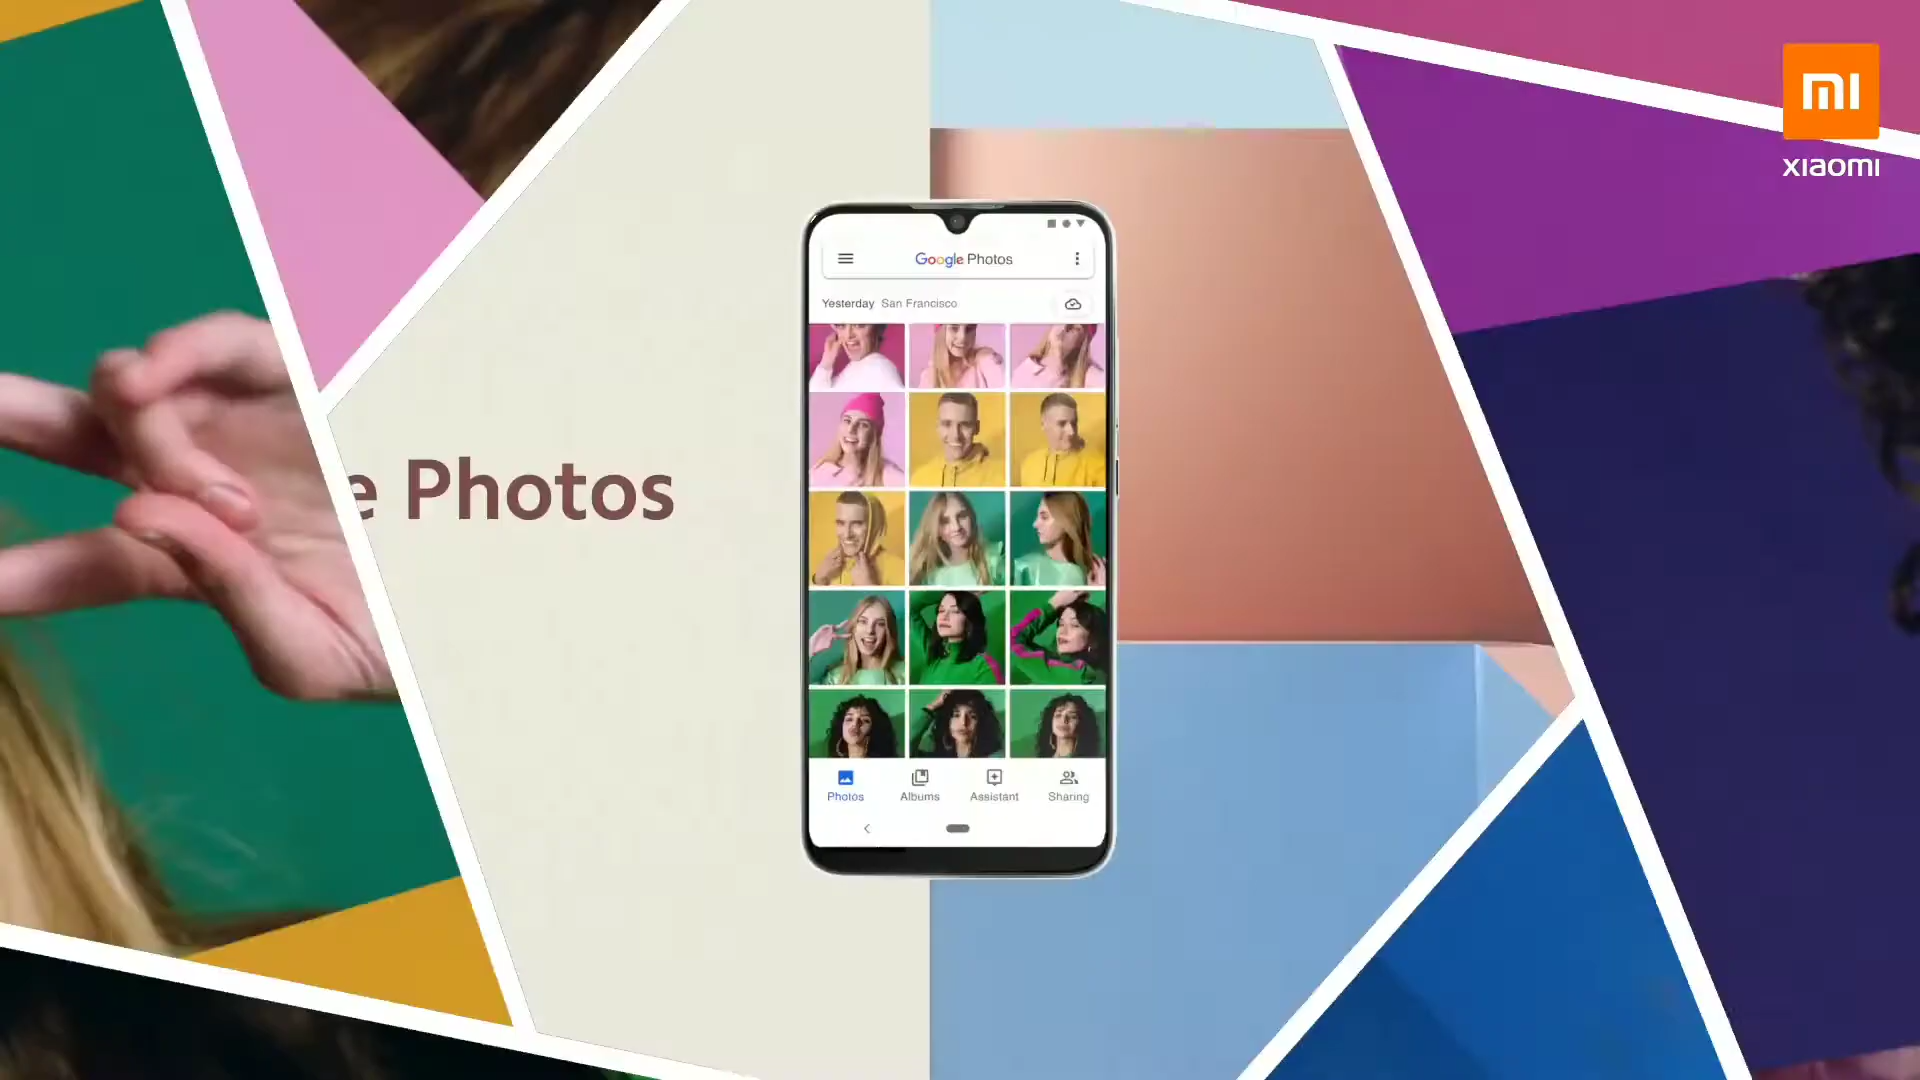 mi
xiaomi
Google Photos
Yesterday San Francisco
e Photos
Photos Albums Assistant Sharing